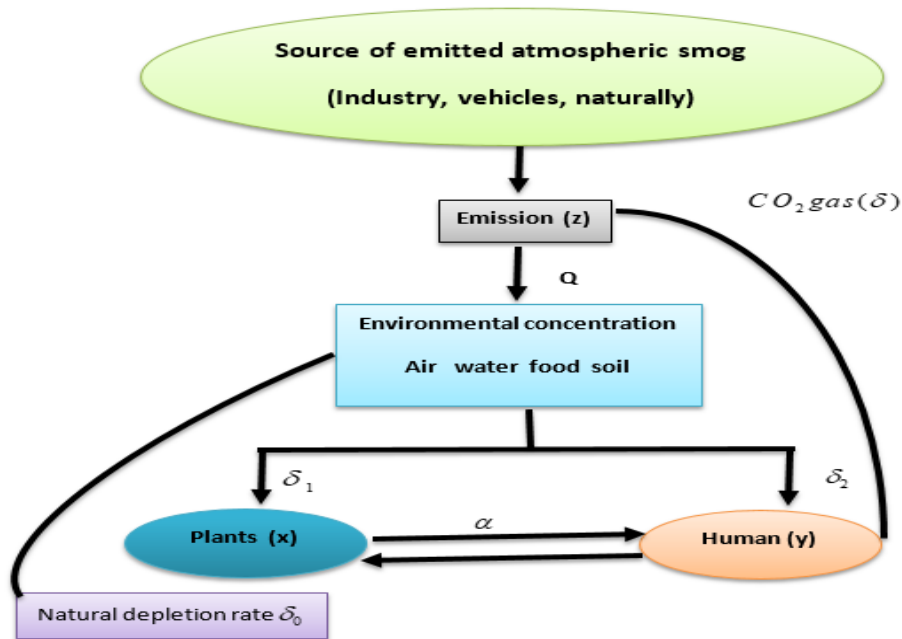 Source of emitted atmospheric smog
(Industry, vehicles, naturally)
CO₂ gas(δ)
Emission (z)
Q
Environmental concentration
Air water food soil
δ₁
δ₂
Plants (x)
α
Human (y)
Natural depletion rate δ₀